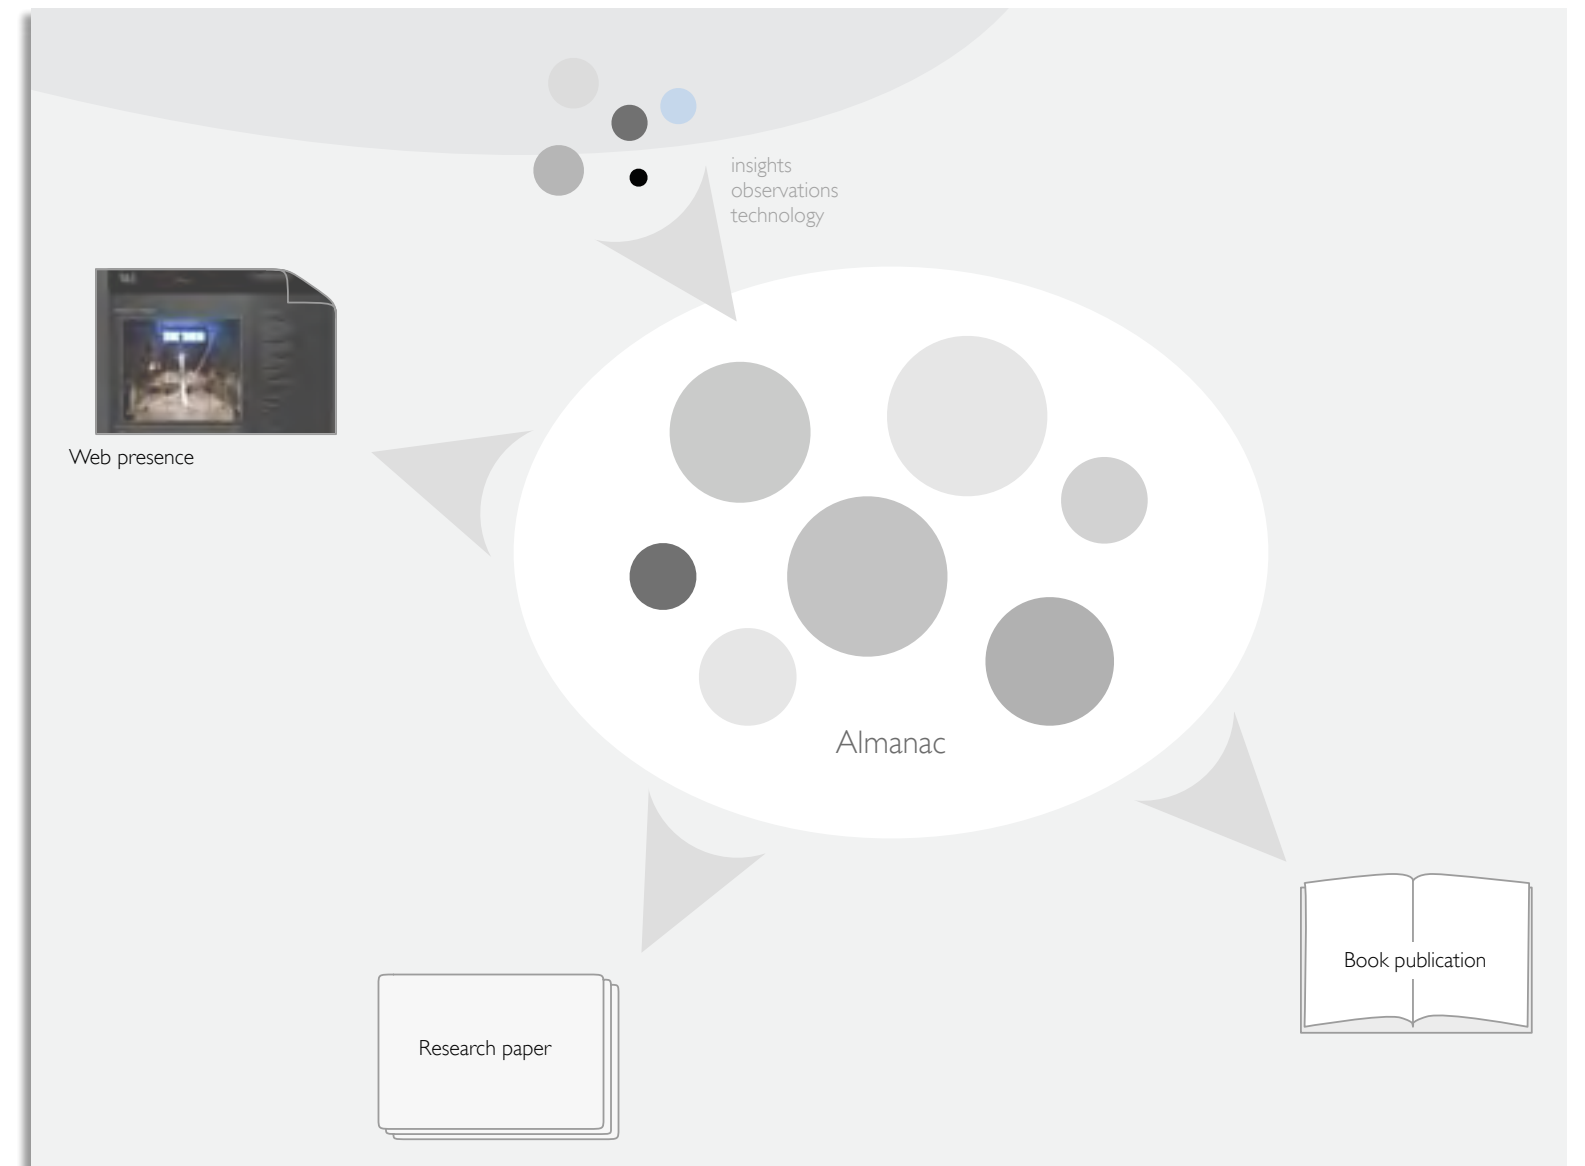 insights
observations
technology
Web presence
Almanac
Book publication
Research paper